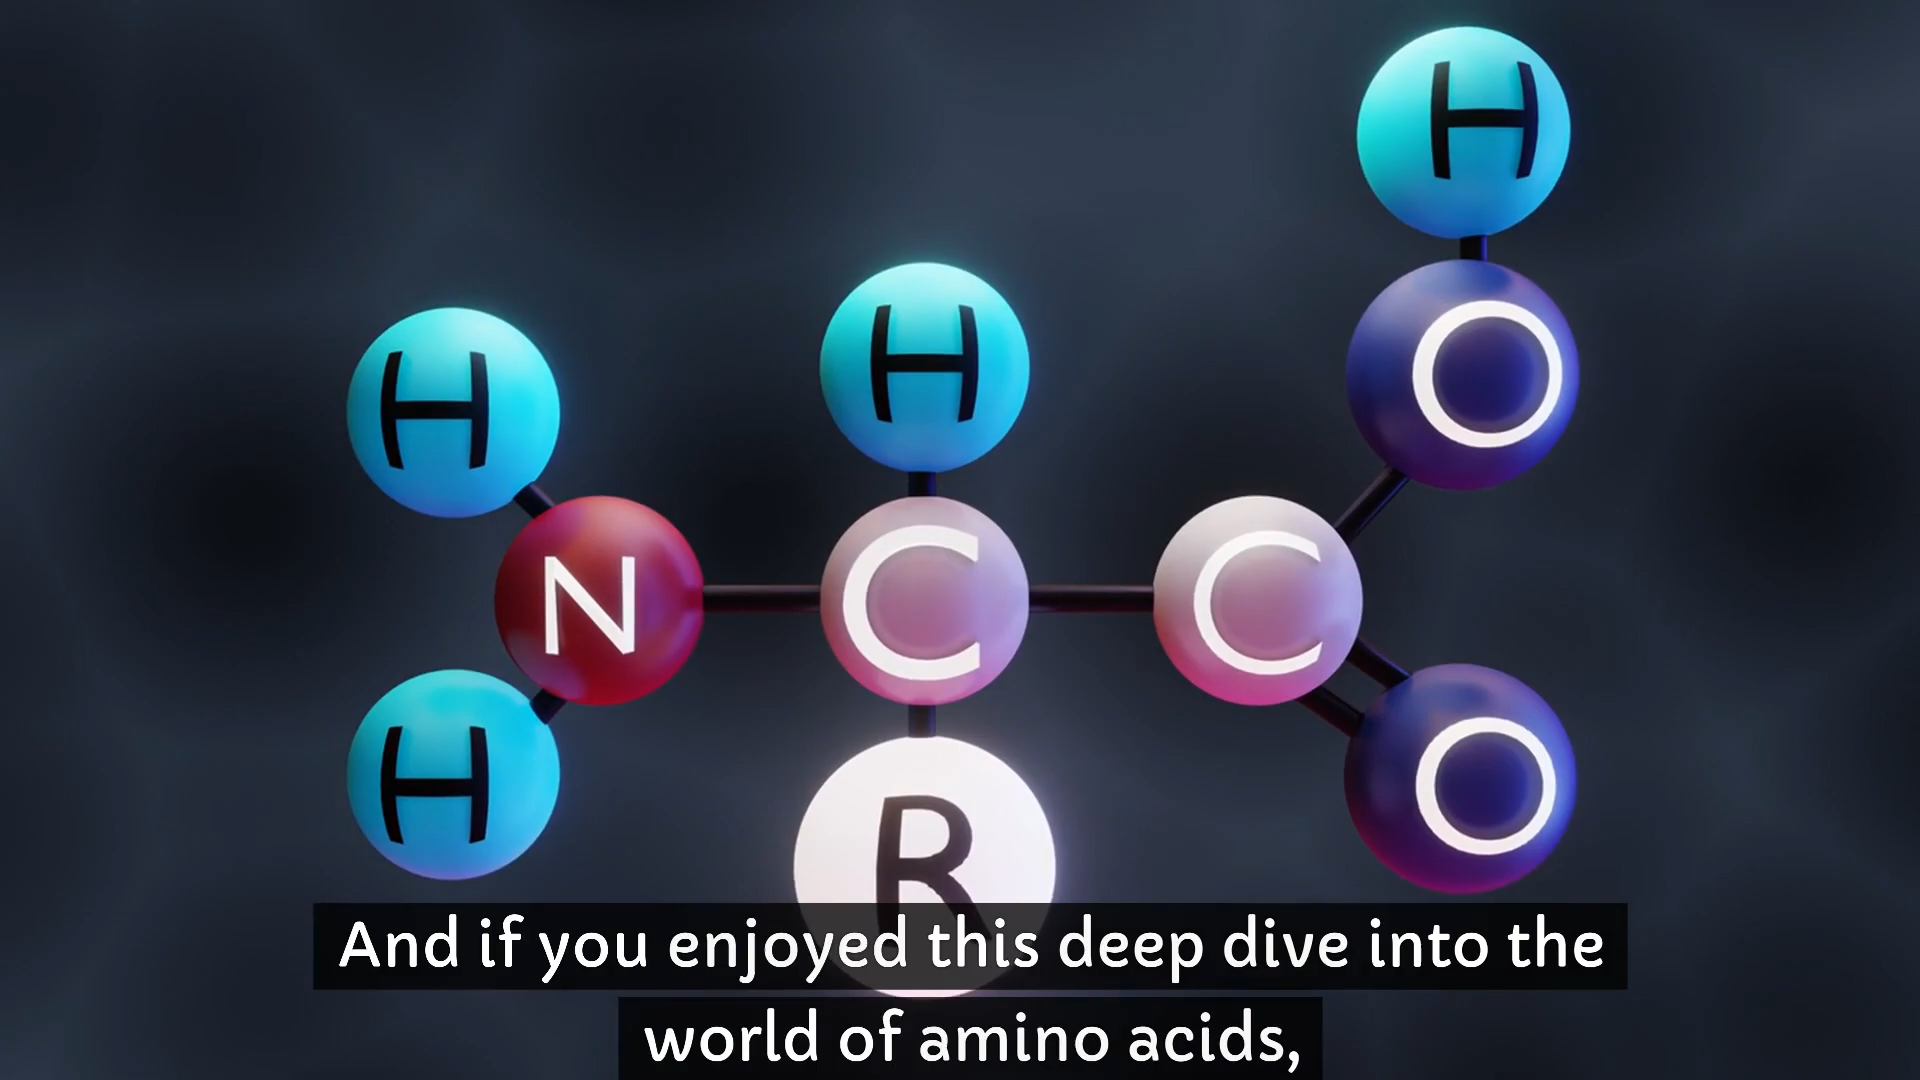 H
H
H
O
N
C
C
H
O
R
And if you enjoyed this deep dive into the
world of amino acids,